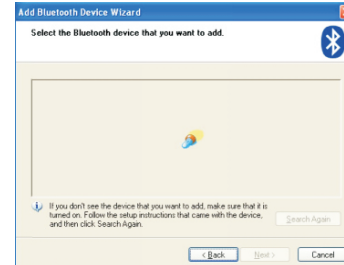 Add Bluetooth Device Wizard
Select the Bluetooth device that you want to add.
If you don't see the device that you want to add, make sure that it is
turned on. Follow the setup instructions that came with the device,
and then click Search Again.
Search Again
< Back
Next >
Cancel